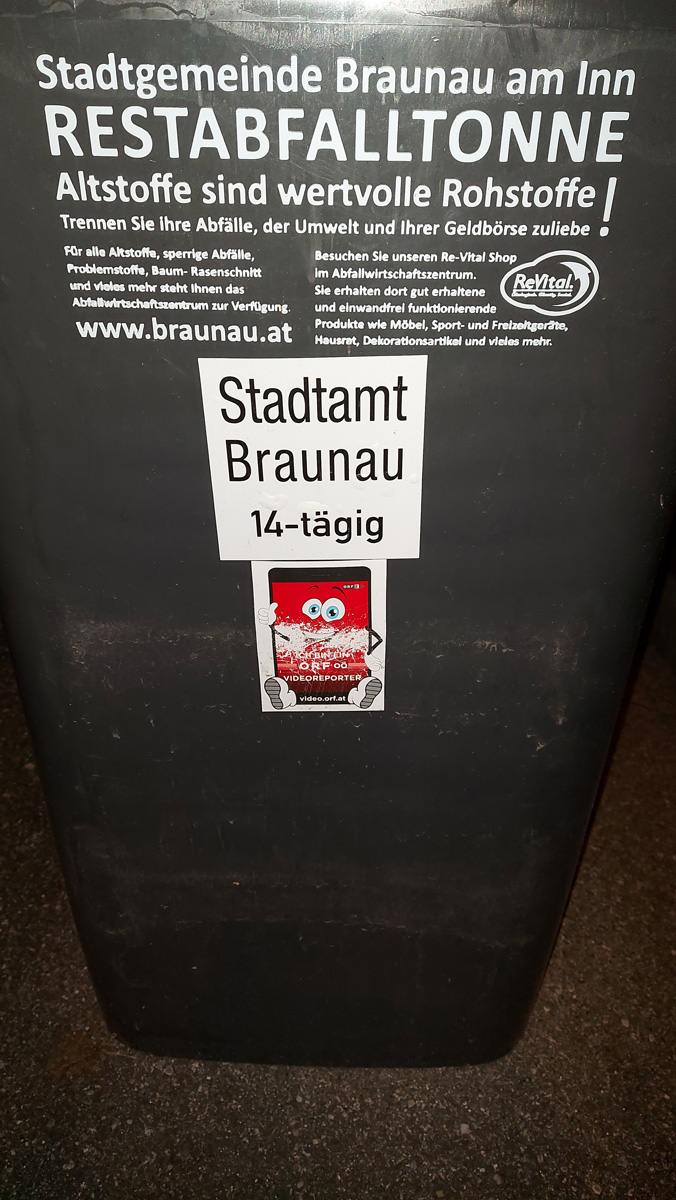 Stadtgemeinde Braunau am Inn
RESTABFALLTONNE
Altstoffe sind wertvolle Rohstoffe!
Trennen Sie ihre Abfälle, der Umwelt und Ihrer Geldbörse zuliebe
Für alle Altstoffe, sperrige Abfälle,
Problemstoffe, Baum- Rasenschnitt
und vieles mehr steht Ihnen das
Abfallwirtschaftszentrum zur Verfügung.
www.braunau.at
Besuchen Sie unseren Re-Vital Shop
im Abfallwirtschaftszentrum.
Sie erhalten dort gut erhaltene
und einwandfrei funktionierende
Produkte wie Möbel, Sport- und Freizeitgeräte,
Hausrat, Dekorationsartikel und vieles mehr.
ReVital.
Stadtamt
Braunau
14-tägig
ORF
ICH BIN EIN
ORF OÖ
VIDEOREPORTER
video.orf.at